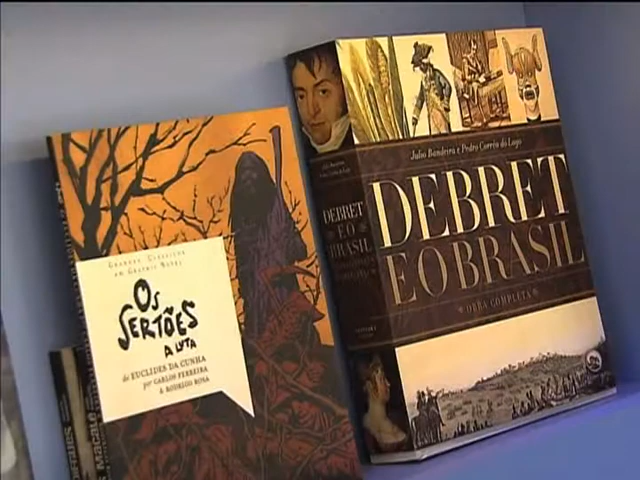 GRANDES CLÁSSICOS
EM GRAPHIC NOVEL
OS
SERTÕES
A LUTA
de EUCLIDES DA CUNHA
por CARLOS FERREIRA
& RODRIGO ROSA
DEBRET
E O
BRASIL
Julio Bandeira e Pedro Corrêa do Lago
DEBRET
E O BRASIL
OBRA COMPLETA